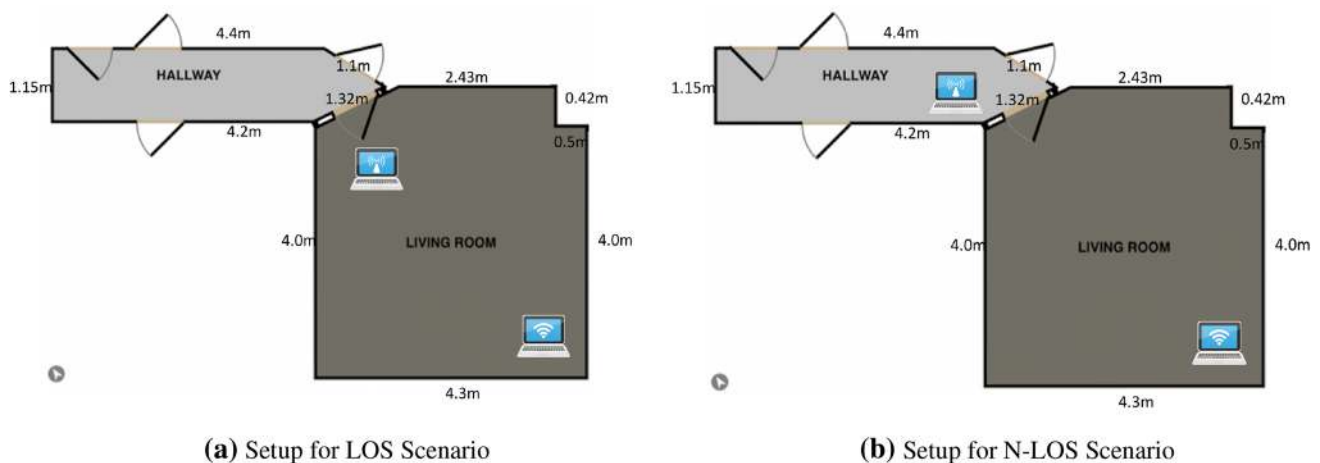 4.4m
1.15m
HALLWAY
1.1m
1.32m
4.2m
2.43m
0.42m
0.5m
4.0m
LIVING ROOM
4.0m
4.3m
(a) Setup for LOS Scenario
4.4m
1.15m
HALLWAY
1.1m
1.32m
4.2m
2.43m
0.42m
0.5m
4.0m
LIVING ROOM
4.0m
4.3m
(b) Setup for N-LOS Scenario